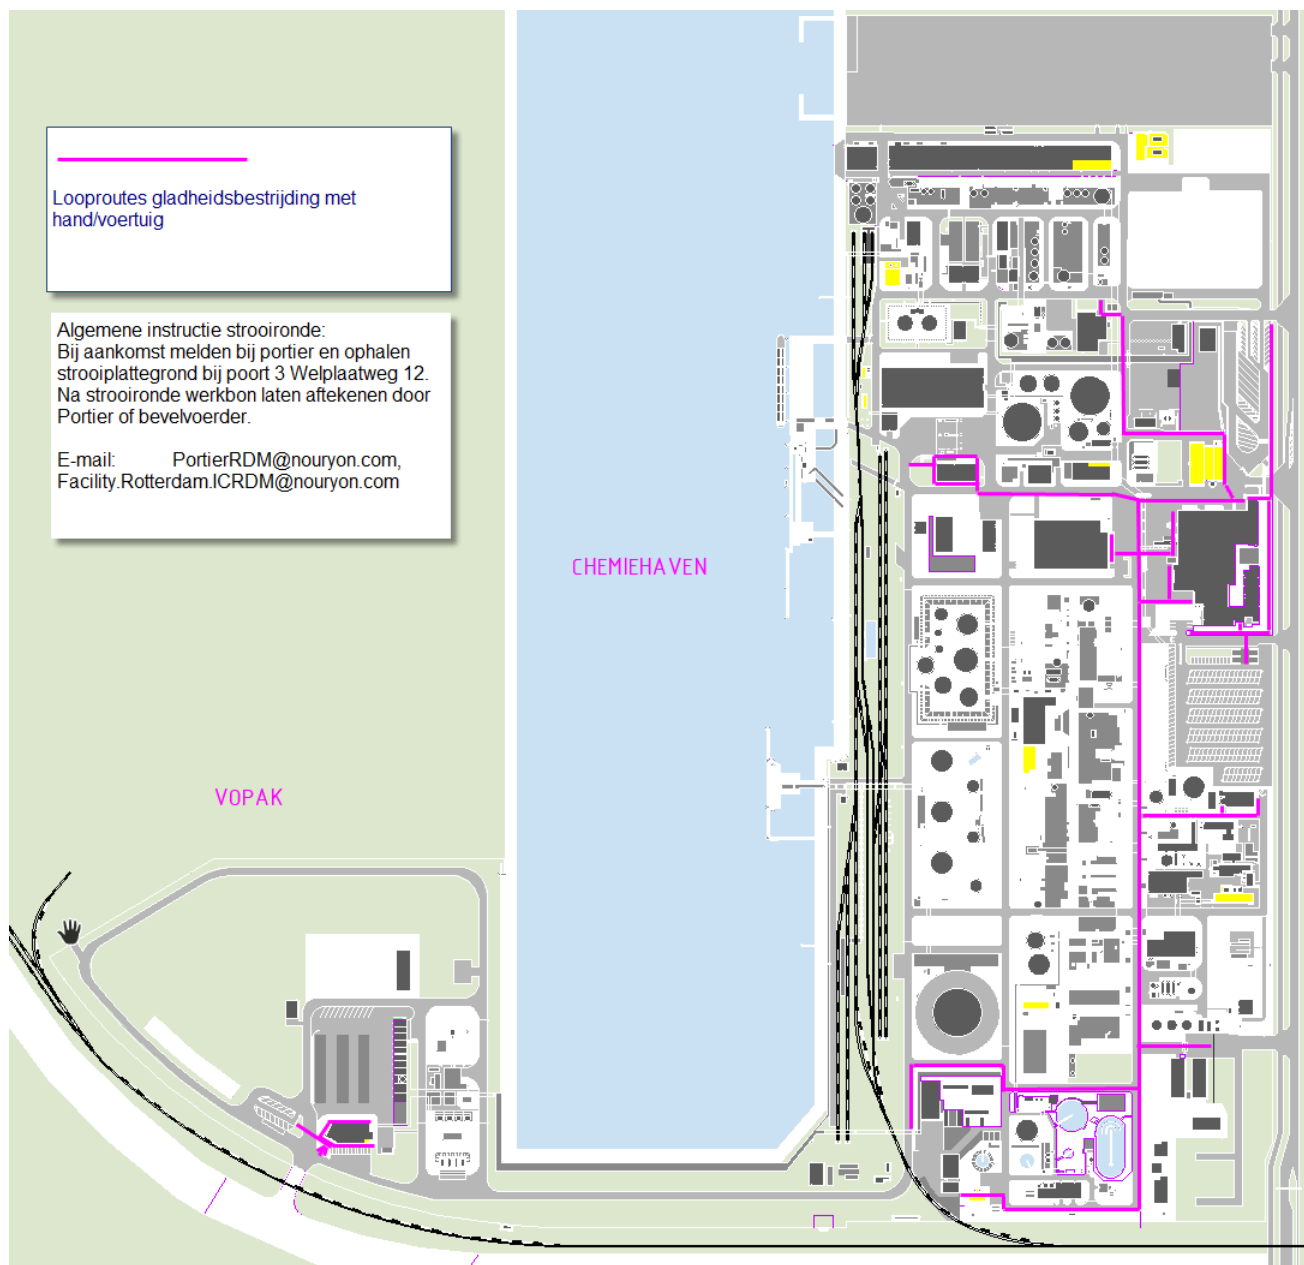 Looproutes gladheidsbestrijding met
hand/voertuig
Algemene instructie strooironde:
Bij aankomst melden bij portier en ophalen
strooiplattegrond bij poort 3 Welplaatweg 12.
Na strooironde werkbon laten aftekenen door
Portier of bevelvoerder.
E-mail: PortierRDM@nouryon.com,
Facility.Rotterdam.ICRDM@nouryon.com
CHEMIEHAVEN
VOPAK